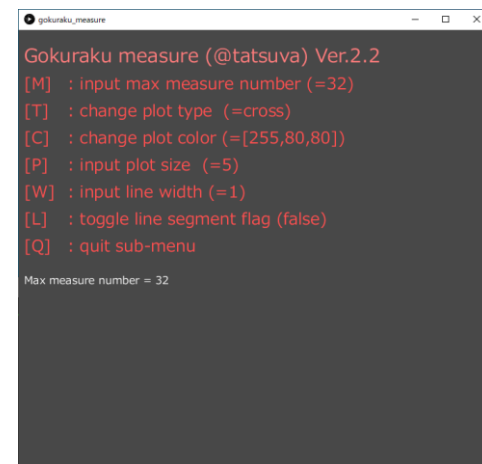 gokuraku_measure
Gokuraku measure (@tatsuva) Ver.2.2
[M] : input max measure number (=32)
[T] : change plot type (=cross)
[C] : change plot color (=[255,80,80])
[P] : input plot size (=5)
[W] : input line width (=1)
[L] : toggle line segment flag (false)
[Q] : quit sub-menu
Max measure number = 32